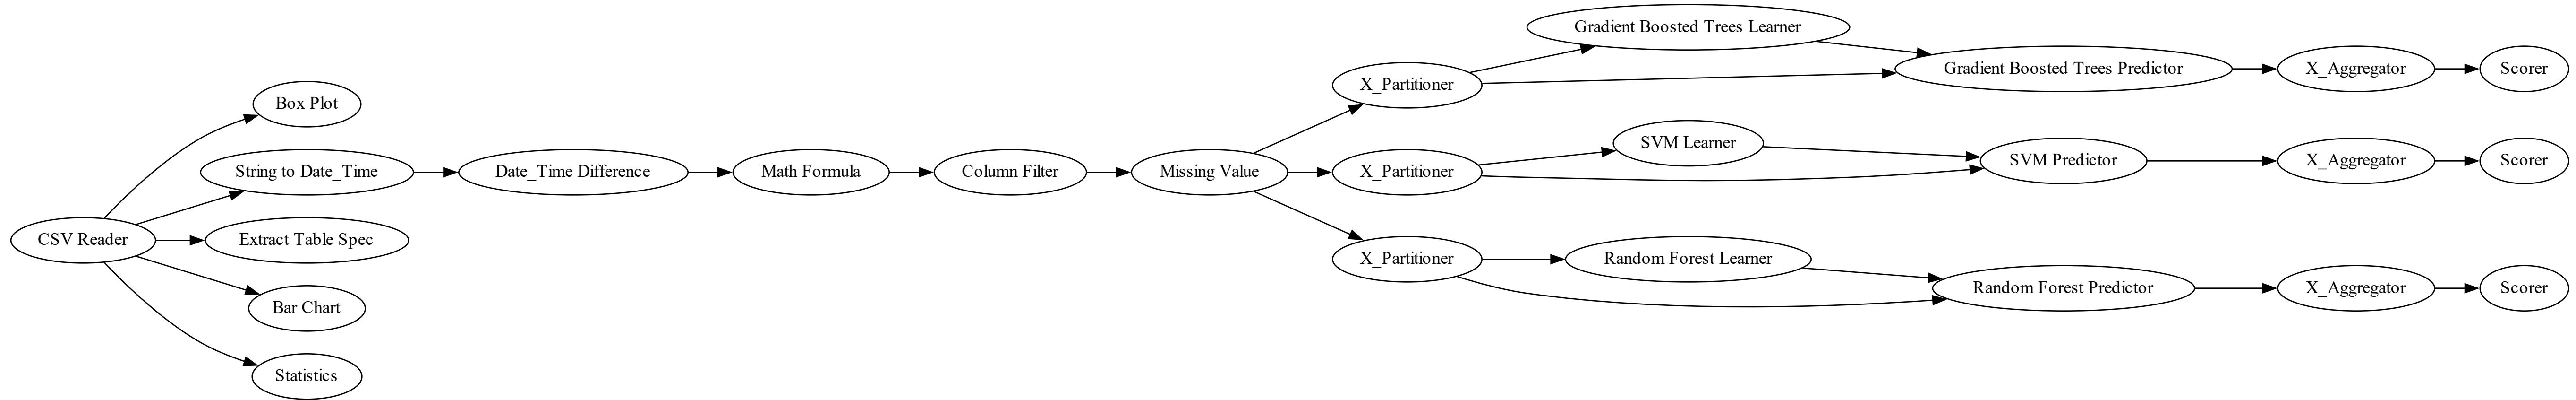 CSV Reader
Box Plot
String to Date_Time
Extract Table Spec
Bar Chart
Statistics
Date_Time Difference
Math Formula
Column Filter
Missing Value
X_Partitioner
Gradient Boosted Trees Learner
Gradient Boosted Trees Predictor
X_Aggregator
Scorer
X_Partitioner
SVM Learner
SVM Predictor
X_Aggregator
Scorer
X_Partitioner
Random Forest Learner
Random Forest Predictor
X_Aggregator
Scorer